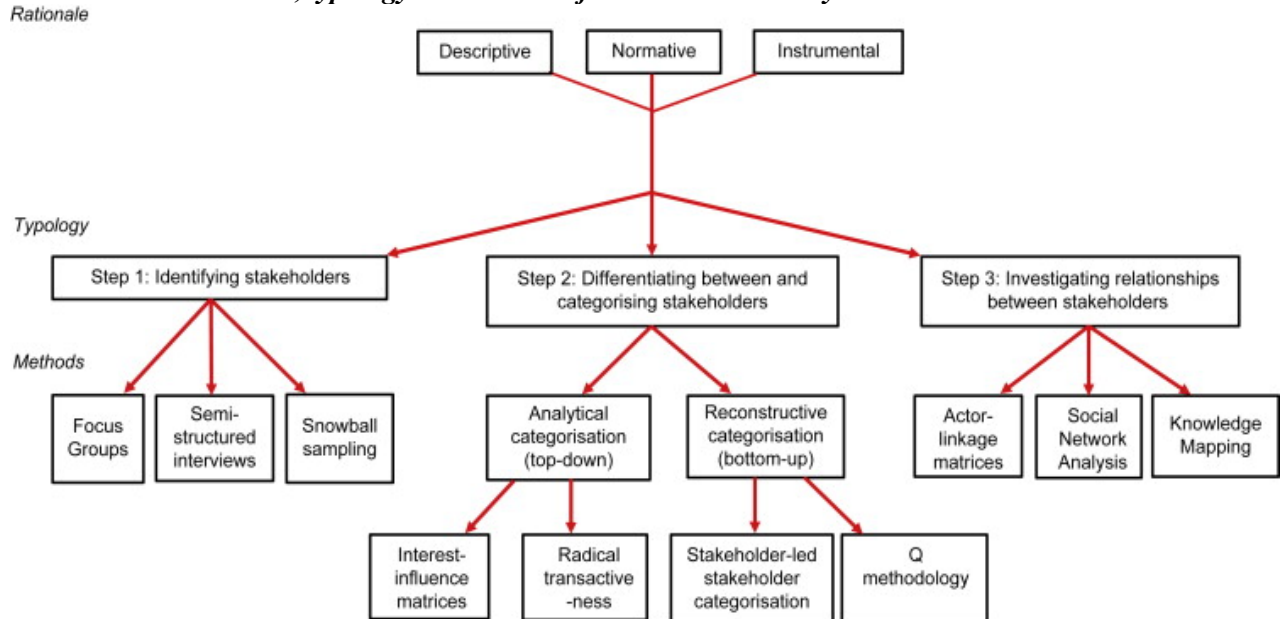 Rationale
Descriptive
Normative
Instrumental
Typology
Step 1: Identifying stakeholders
Step 2: Differentiating between and
categorising stakeholders
Step 3: Investigating relationships
between stakeholders
Methods
Focus
Groups
Semi-
structured
interviews
Snowball
sampling
Analytical
categorisation
(top-down)
Reconstructive
categorisation
(bottom-up)
Actor-
linkage
matrices
Social
Network
Analysis
Knowledge
Mapping
Interest-
influence
matrices
Radical
transactive
-ness
Stakeholder-led
stakeholder
categorisation
Q
methodology